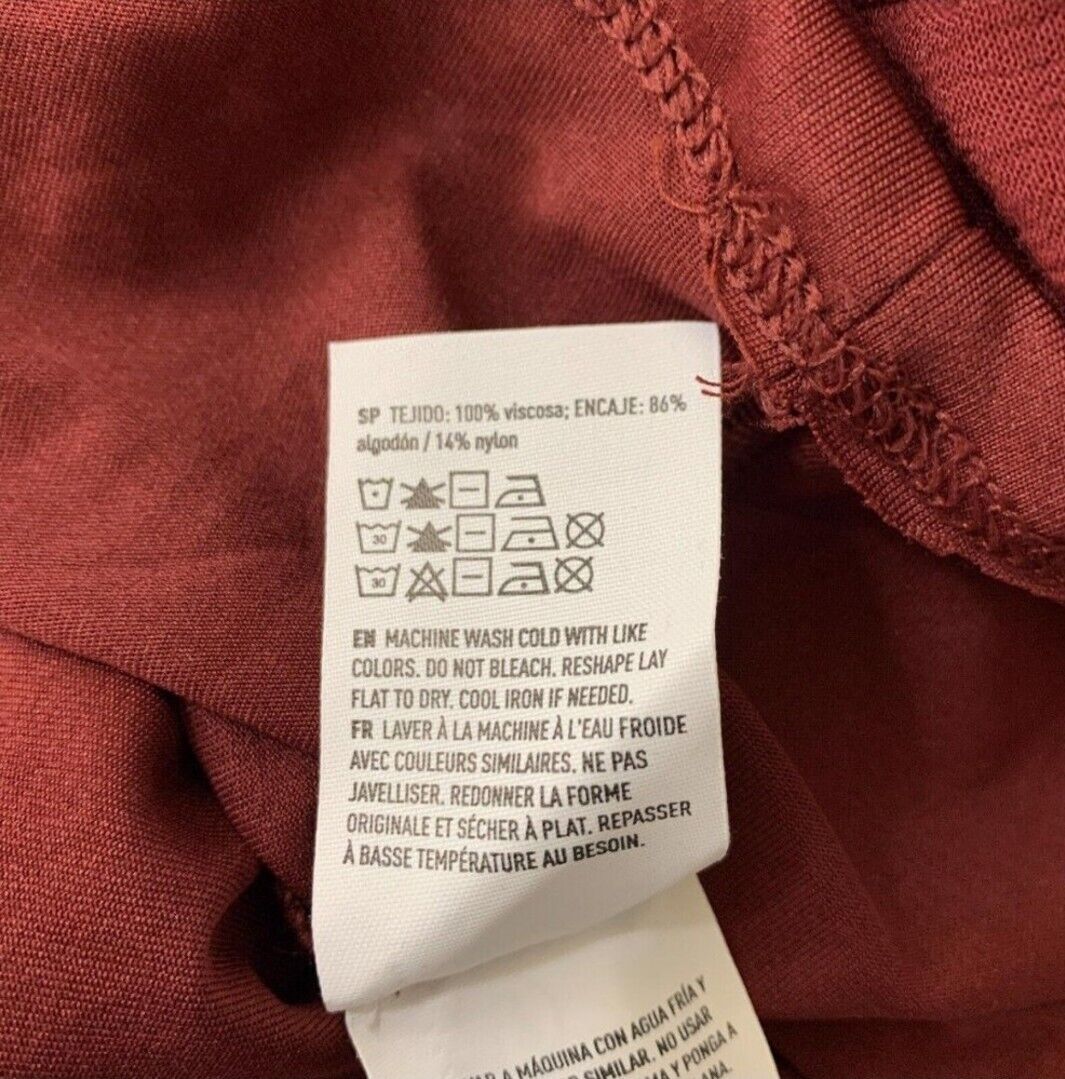 SP TEJIDO: 100% viscosa; ENCAJE: 86%
algodón / 14% nylon
30
30
EN MACHINE WASH COLD WITH LIKE
COLORS. DO NOT BLEACH. RESHAPE LAY
FLAT TO DRY. COOL IRON IF NEEDED.
FR LAVER À LA MACHINE À L'EAU FROIDE
AVEC COULEURS SIMILAIRES. NE PAS
JAVELLISER. REDONNER LA FORME
ORIGINALE ET SÉCHER À PLAT. REPASSER
À BASSE TEMPÉRATURE AU BESOIN.
A MÁQUINA CON AGUA FRÍA Y
SIMILAR. NO USAR
Y PONGA A